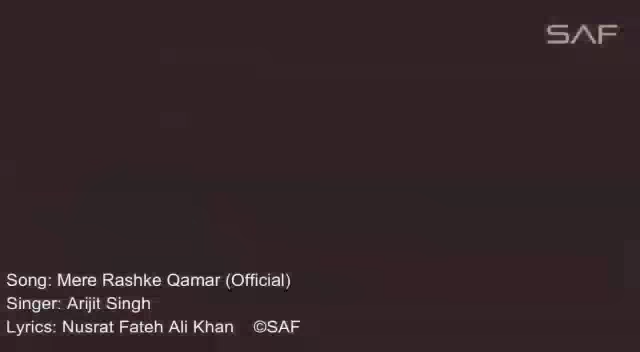 SAF
Song: Mere Rashke Qamar (Official)
Singer: Arijit Singh
Lyrics: Nusrat Fateh Ali Khan ©SAF